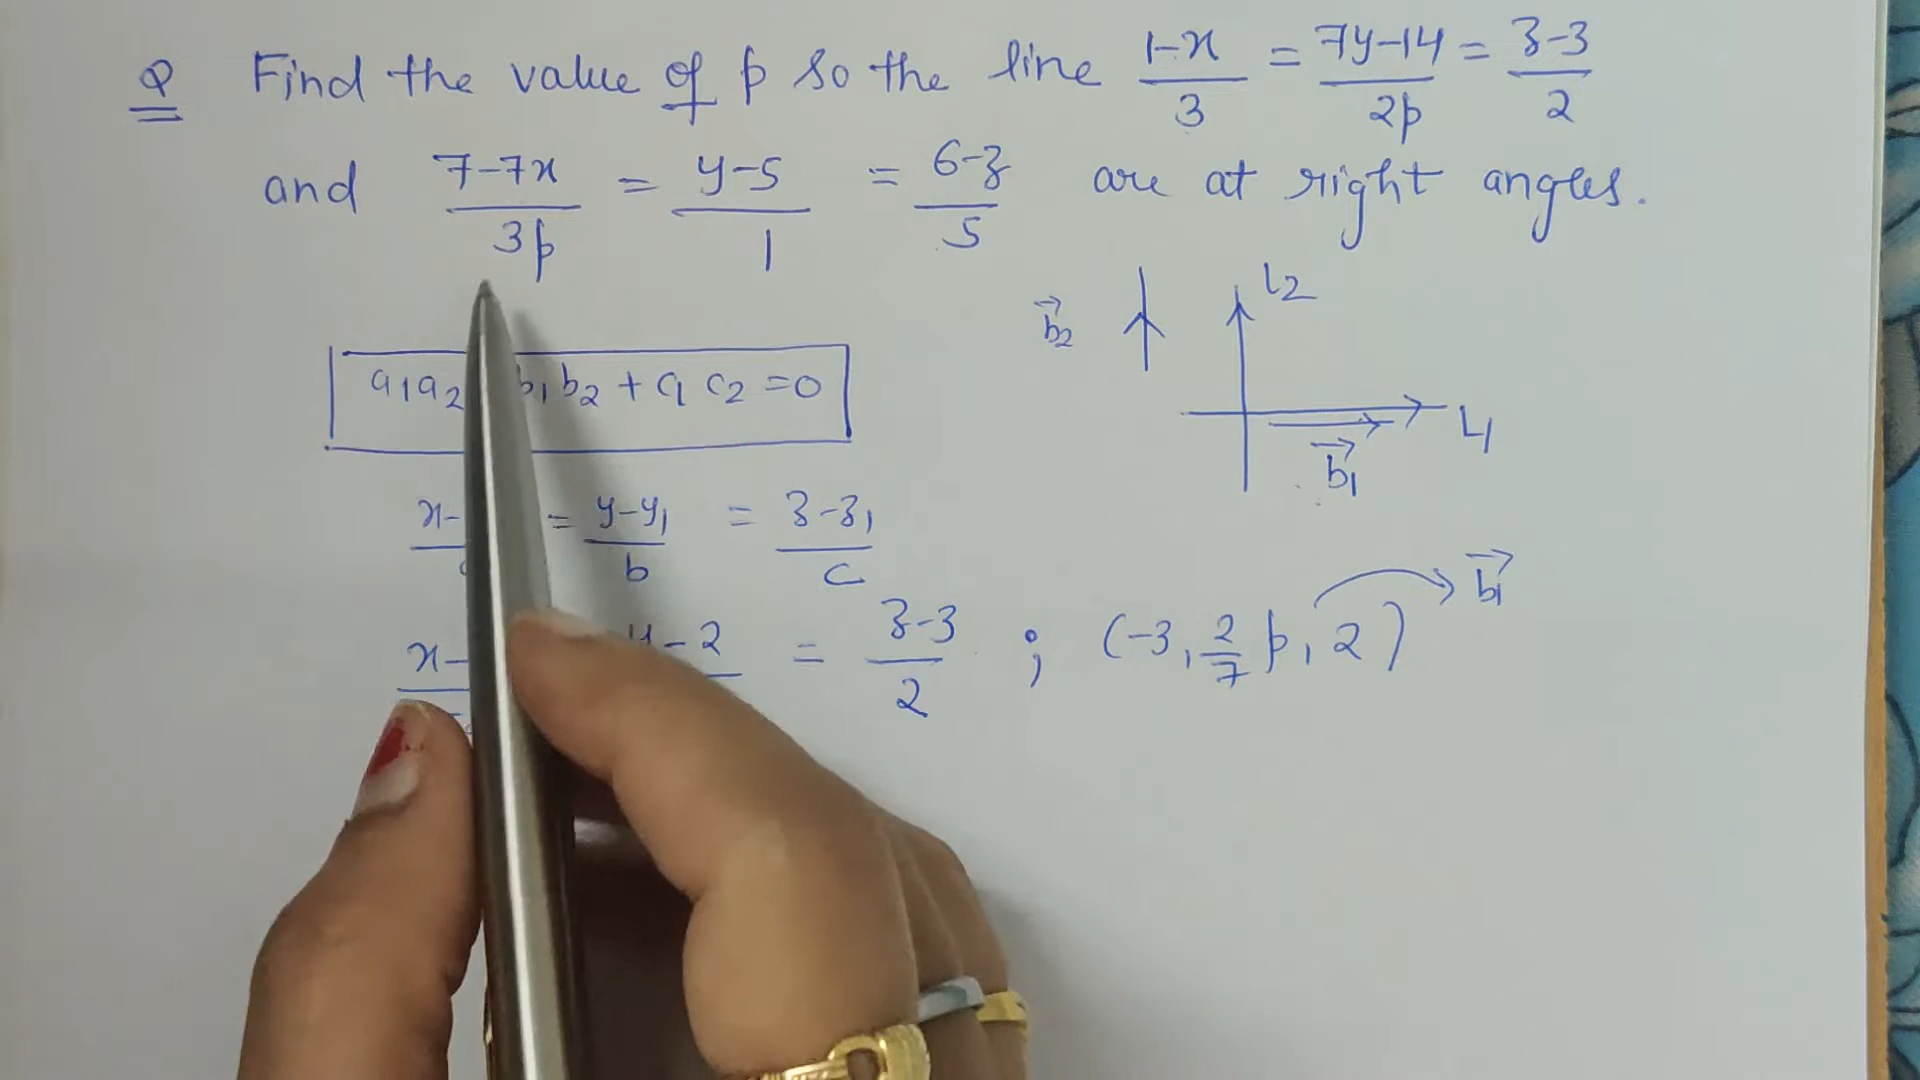 Q Find the value of p so the line 1-x/3 = 7y-14/2p = z-3/2
and 7-7x/3p = y-5/1 = 6-z/5 are at right angles.
a1a2 b1b2 + c1c2 = 0
b2 L2
L1
b1
x- = y-y1/b = z-z1/c
x- y-2 = z-3/2 ; (-3, 2/7 p, 2) b1